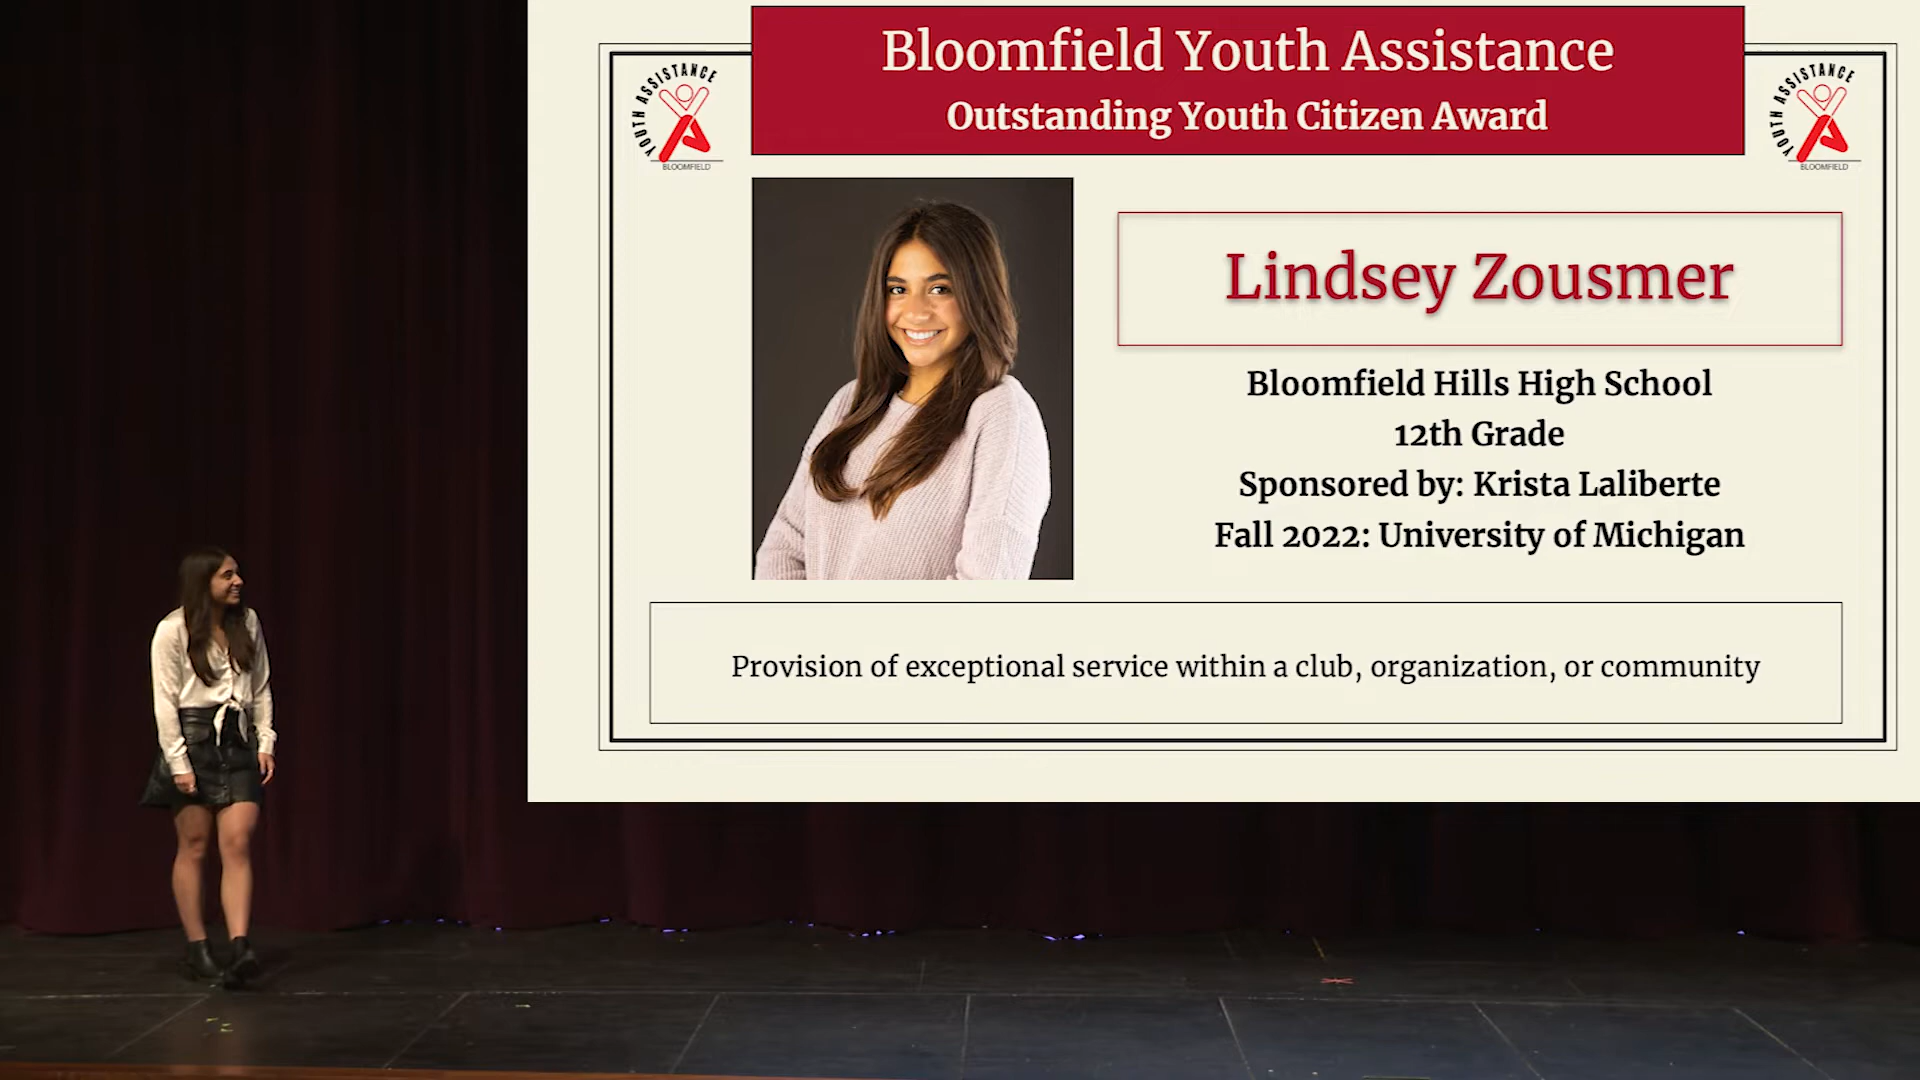 Bloomfield Youth Assistance
Outstanding Youth Citizen Award
YOUTH ASSISTANCE
BLOOMFIELD
YOUTH ASSISTANCE
BLOOMFIELD
Lindsey Zousmer
Bloomfield Hills High School
12th Grade
Sponsored by: Krista Laliberte
Fall 2022: University of Michigan
Provision of exceptional service within a club, organization, or community